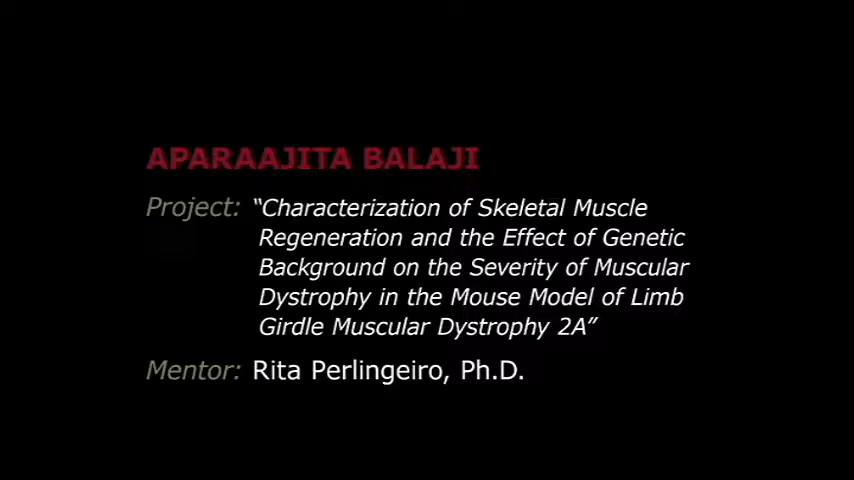 APARAAJITA BALAJI
Project: “Characterization of Skeletal Muscle
Regeneration and the Effect of Genetic
Background on the Severity of Muscular
Dystrophy in the Mouse Model of Limb
Girdle Muscular Dystrophy 2A”
Mentor: Rita Perlingeiro, Ph.D.